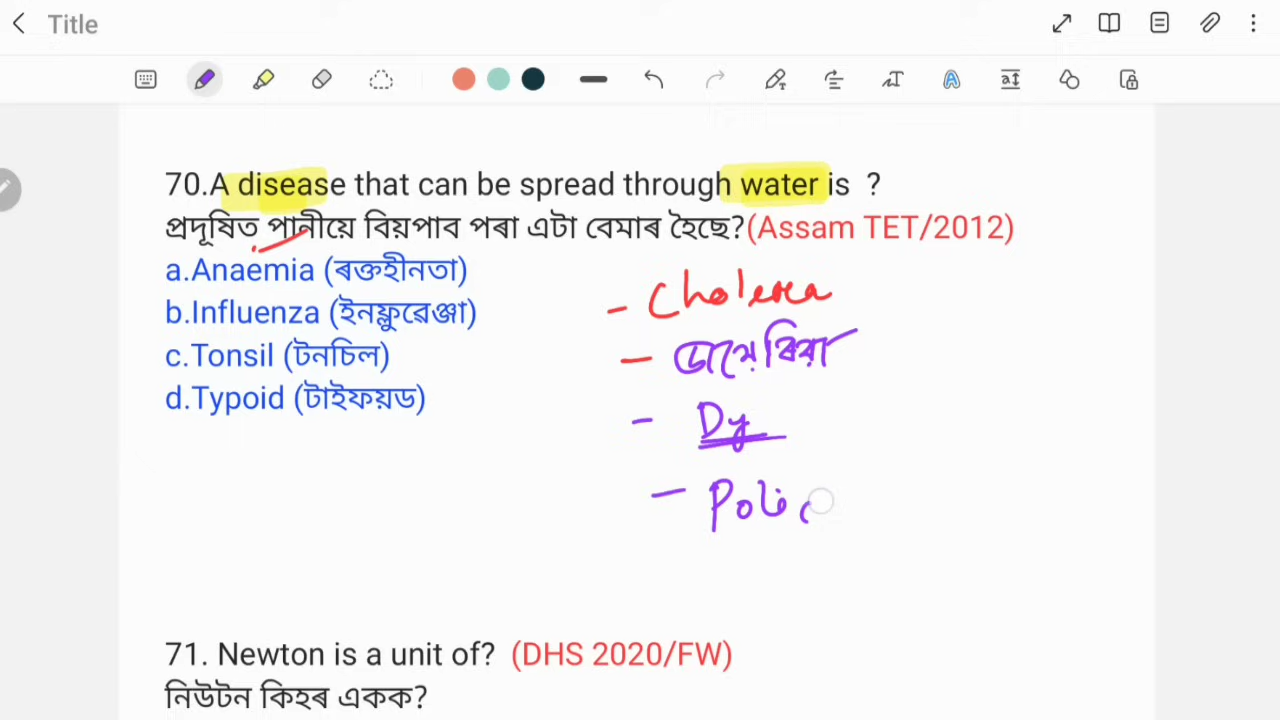 Title
70.A disease that can be spread through water is ?
প্রদূষিত পানীয়ে বিয়পাব পৰা এটা বেমাৰ হৈছে?(Assam TET/2012)
a.Anaemia (ৰক্তহীনতা)
b.Influenza (ইনফ্লুৱেঞ্জা)
c.Tonsil (টনচিল)
d.Typoid (টাইফয়ড)
- Cholera
- ডায়েৰিয়া
- Dy
- Polio
71. Newton is a unit of? (DHS 2020/FW)
নিউটন কিহৰ একক?